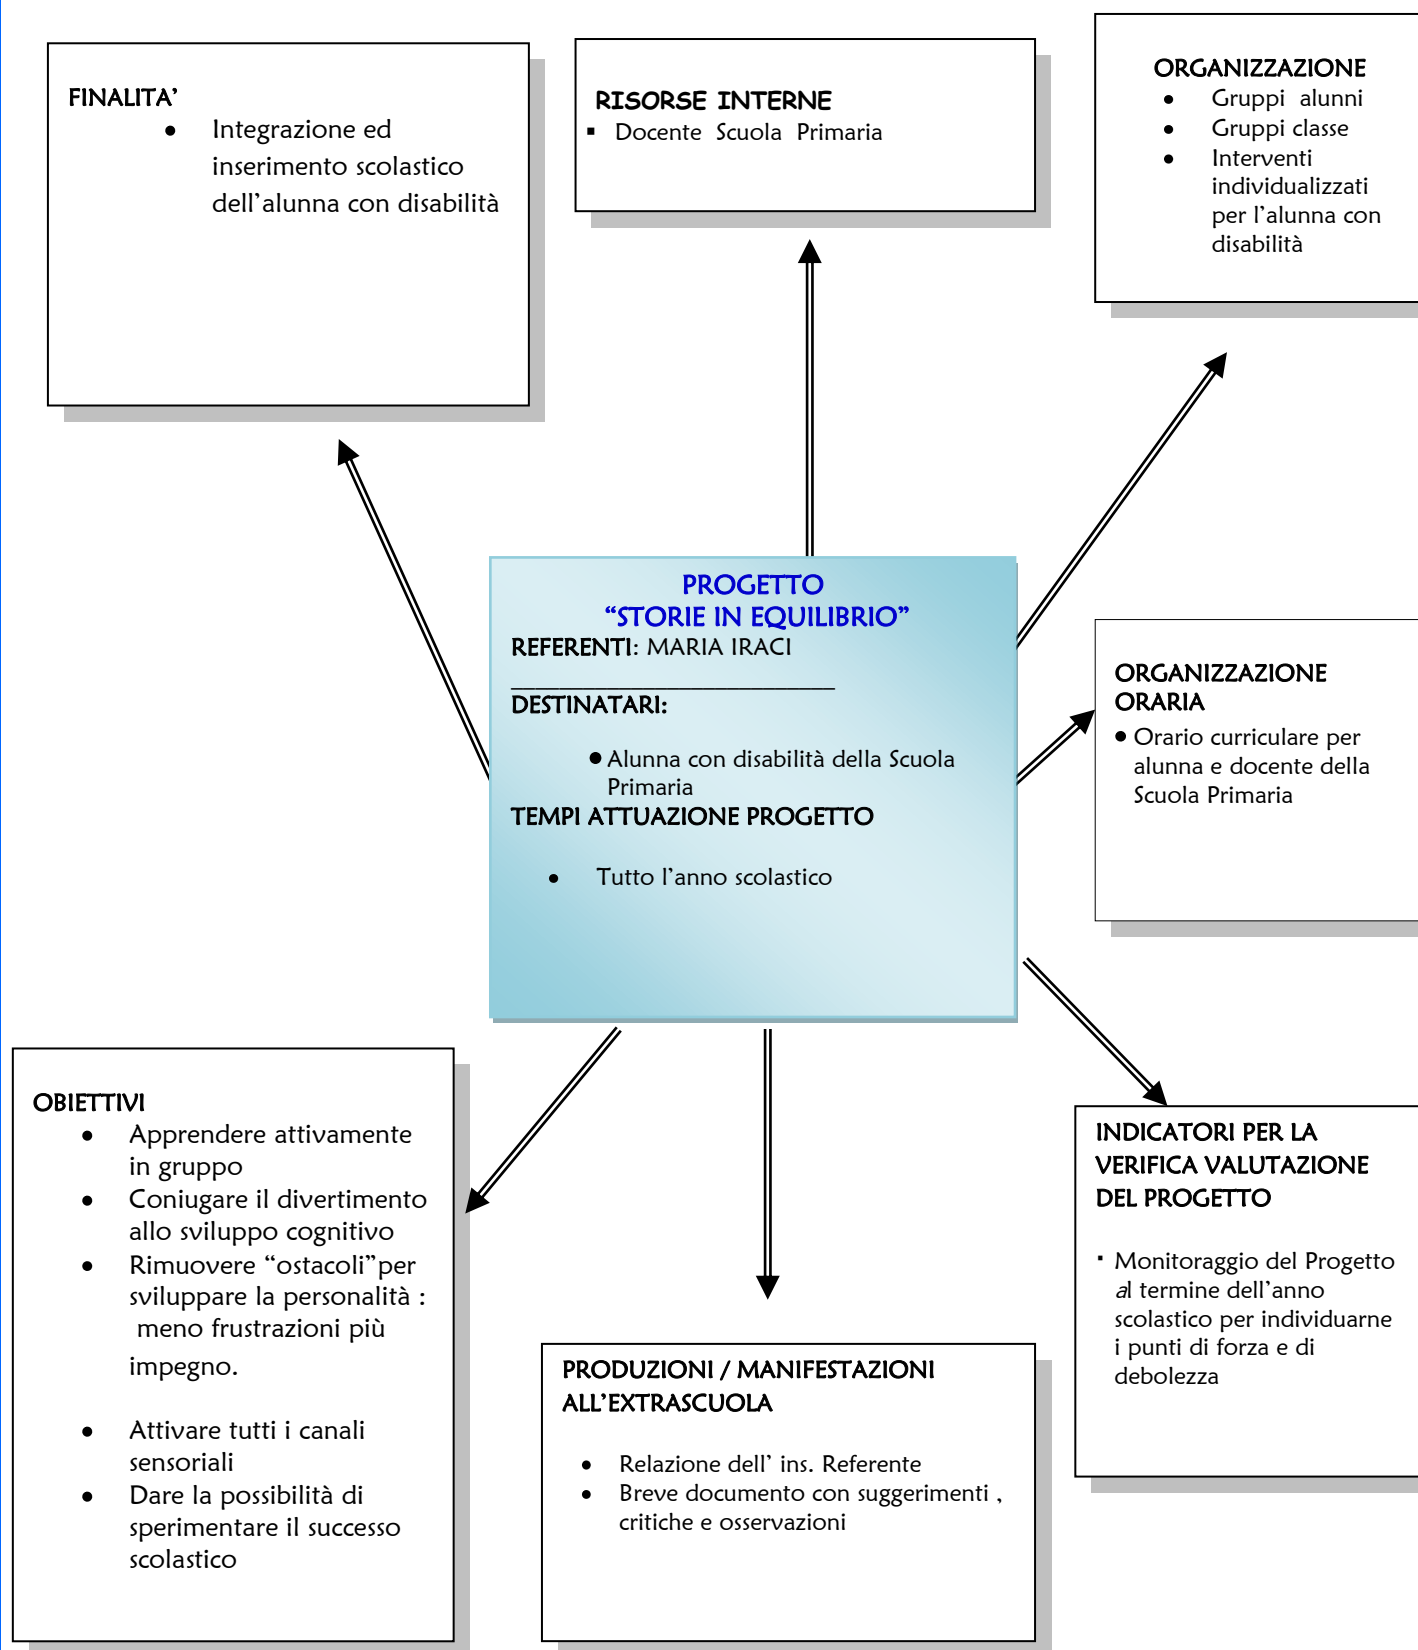 FINALITA'
• Integrazione ed
inserimento scolastico
dell'alunna con disabilità
RISORSE INTERNE
▪ Docente Scuola Primaria
ORGANIZZAZIONE
• Gruppi alunni
• Gruppi classe
• Interventi
individualizzati
per l'alunna con
disabilità
PROGETTO
“STORIE IN EQUILIBRIO”
REFERENTI: MARIA IRACI
___________________________
DESTINATARI:
• Alunna con disabilità della Scuola
Primaria
TEMPI ATTUAZIONE PROGETTO
• Tutto l'anno scolastico
ORGANIZZAZIONE
ORARIA
• Orario curriculare per
alunna e docente della
Scuola Primaria
OBIETTIVI
• Apprendere attivamente
in gruppo
• Coniugare il divertimento
allo sviluppo cognitivo
• Rimuovere “ostacoli”per
sviluppare la personalità :
meno frustrazioni più
impegno.
• Attivare tutti i canali
sensoriali
• Dare la possibilità di
sperimentare il successo
scolastico
PRODUZIONI / MANIFESTAZIONI
ALL'EXTRASCUOLA
• Relazione dell' ins. Referente
• Breve documento con suggerimenti ,
critiche e osservazioni
INDICATORI PER LA
VERIFICA VALUTAZIONE
DEL PROGETTO
▪ Monitoraggio del Progetto
al termine dell'anno
scolastico per individuarne
i punti di forza e di
debolezza